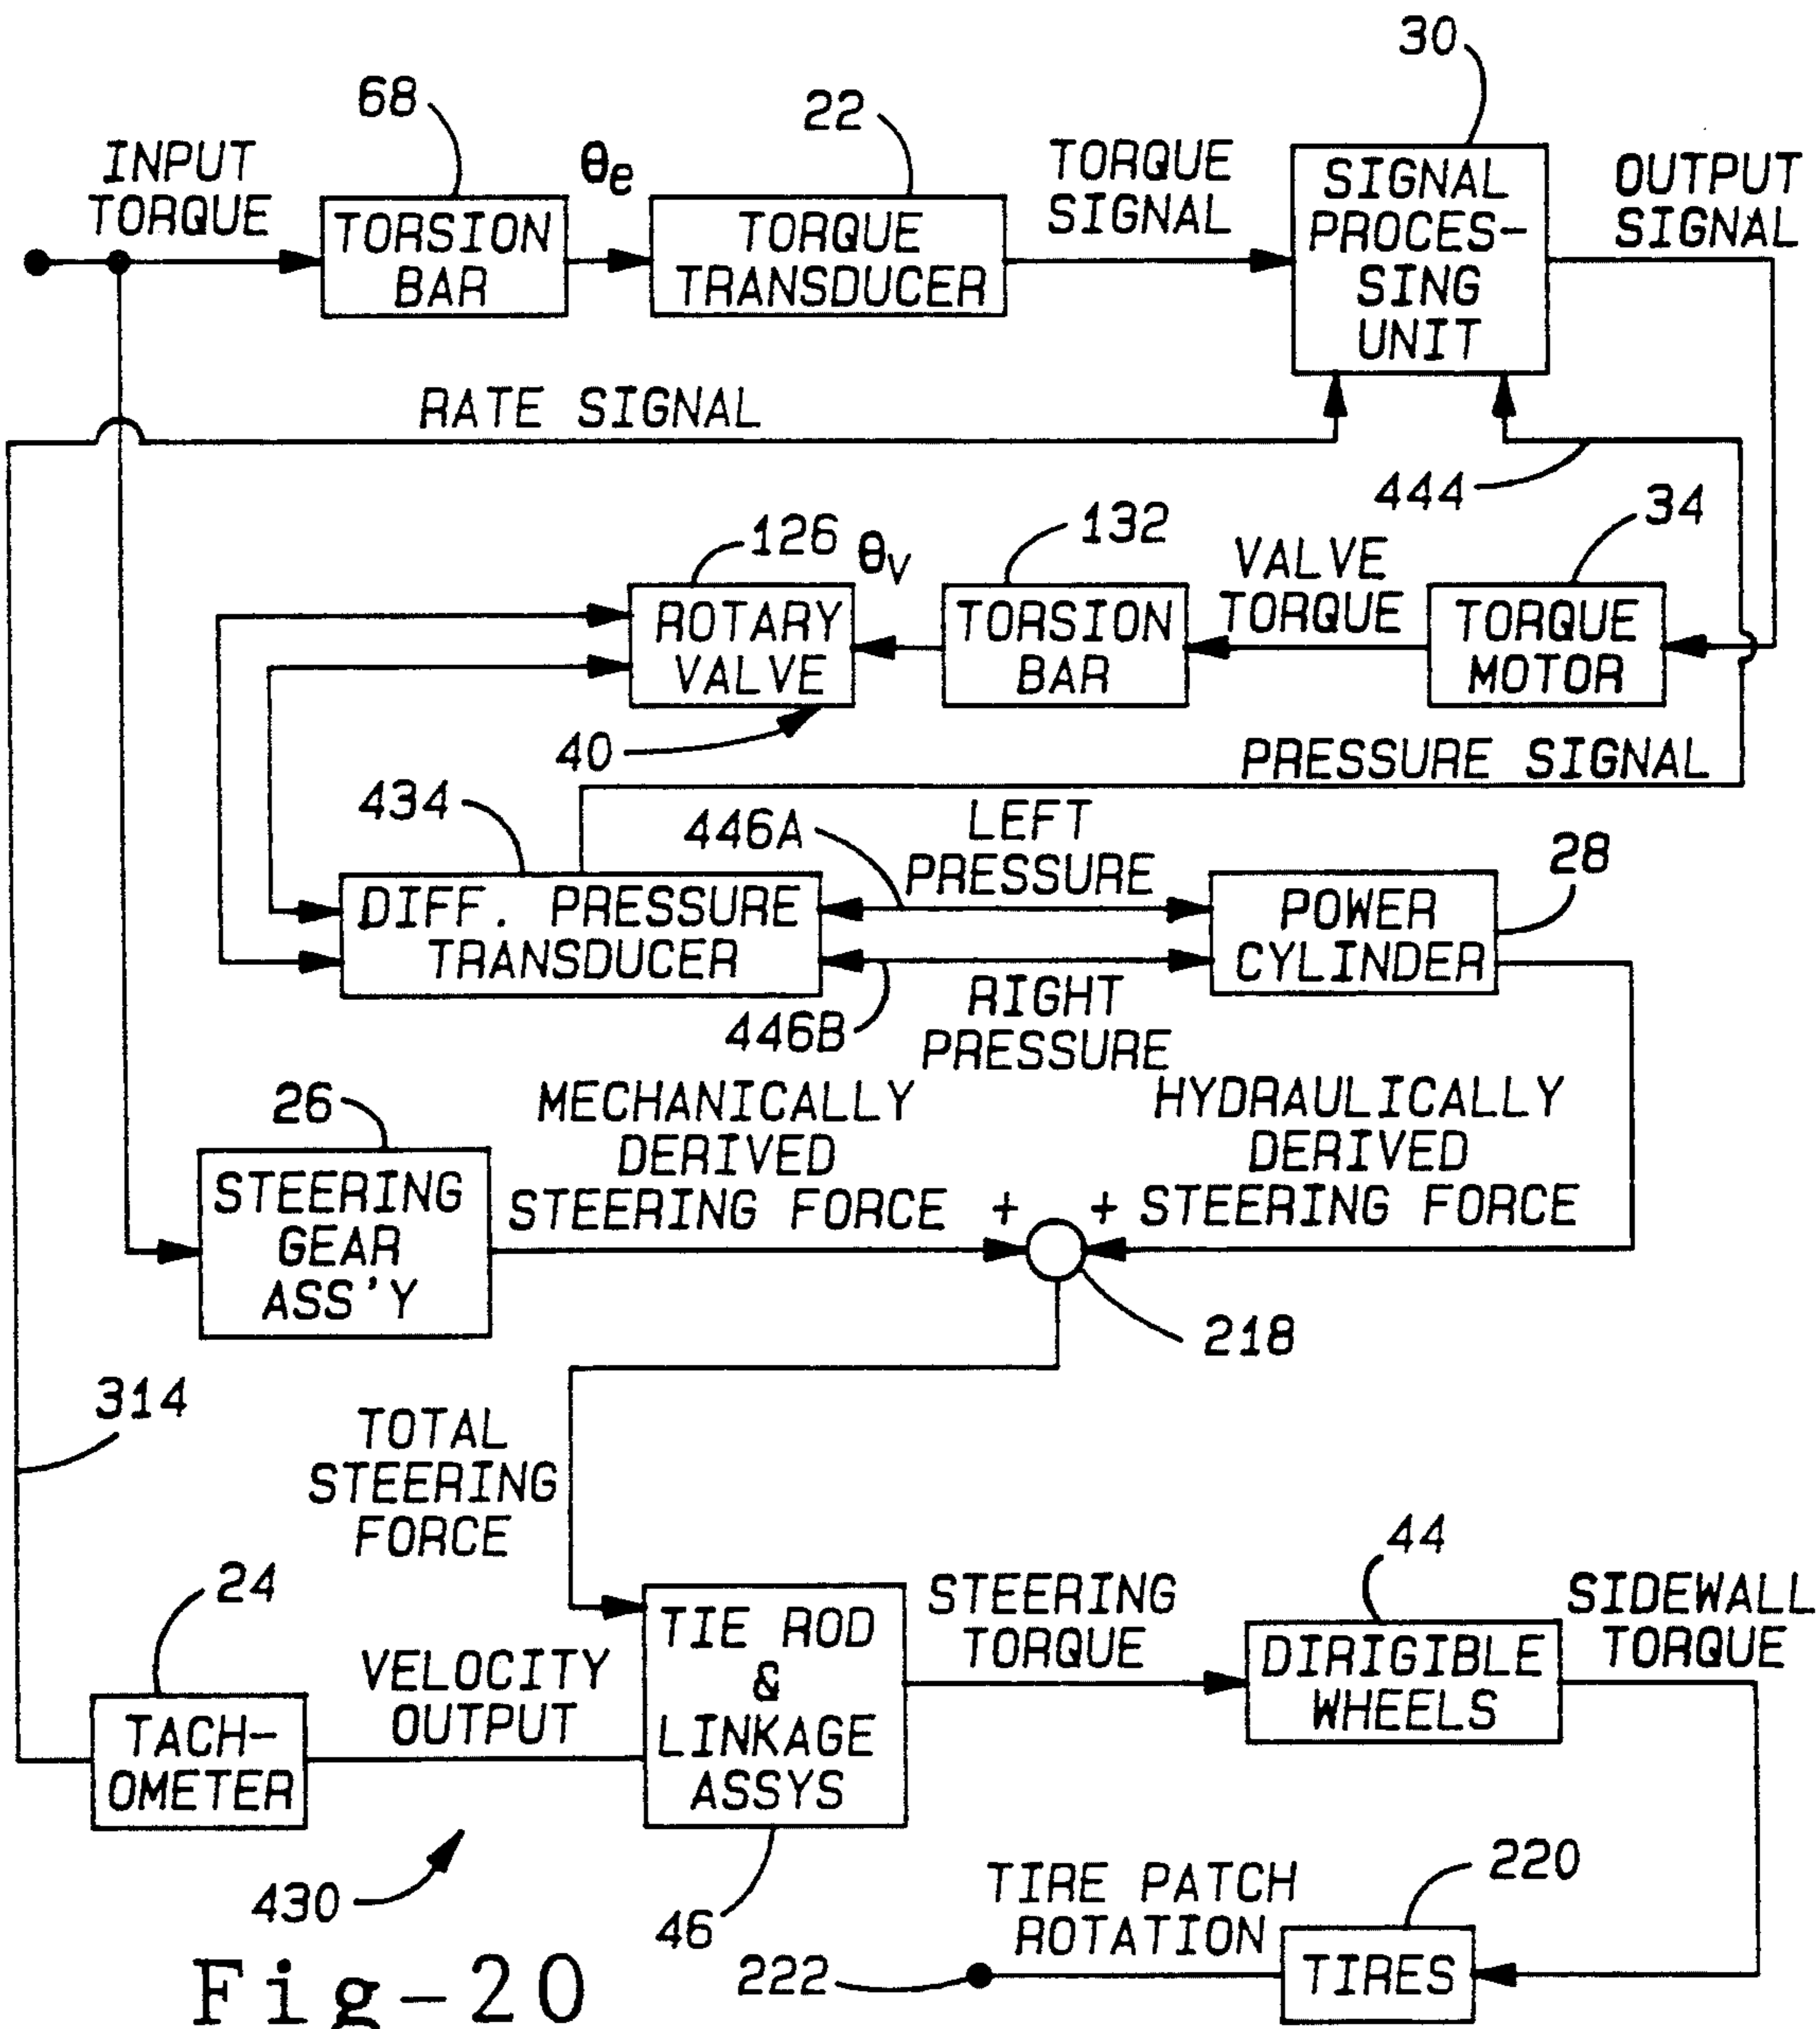 30
68
22
INPUT
TORQUE
θe
TORQUE
SIGNAL
OUTPUT
SIGNAL
TORSION
BAR
TORQUE
TRANSDUCER
SIGNAL
PROCES-
SING
UNIT
RATE SIGNAL
444
34
126
θv
132
VALVE
TORQUE
ROTARY
VALVE
TORSION
BAR
TORQUE
MOTOR
40
PRESSURE SIGNAL
434
446A
LEFT
PRESSURE
28
DIFF. PRESSURE
TRANSDUCER
POWER
CYLINDER
446B
RIGHT
PRESSURE
26
MECHANICALLY
DERIVED
STEERING FORCE +
HYDRAULICALLY
DERIVED
+ STEERING FORCE
STEERING
GEAR
ASS'Y
218
314
TOTAL
STEERING
FORCE
24
44
VELOCITY
OUTPUT
TIE ROD
&
LINKAGE
ASSYS
STEERING
TORQUE
DIRIGIBLE
WHEELS
SIDEWALL
TORQUE
TACH-
OMETER
430
46
TIRE PATCH
ROTATION
220
222
TIRES
Fig-20